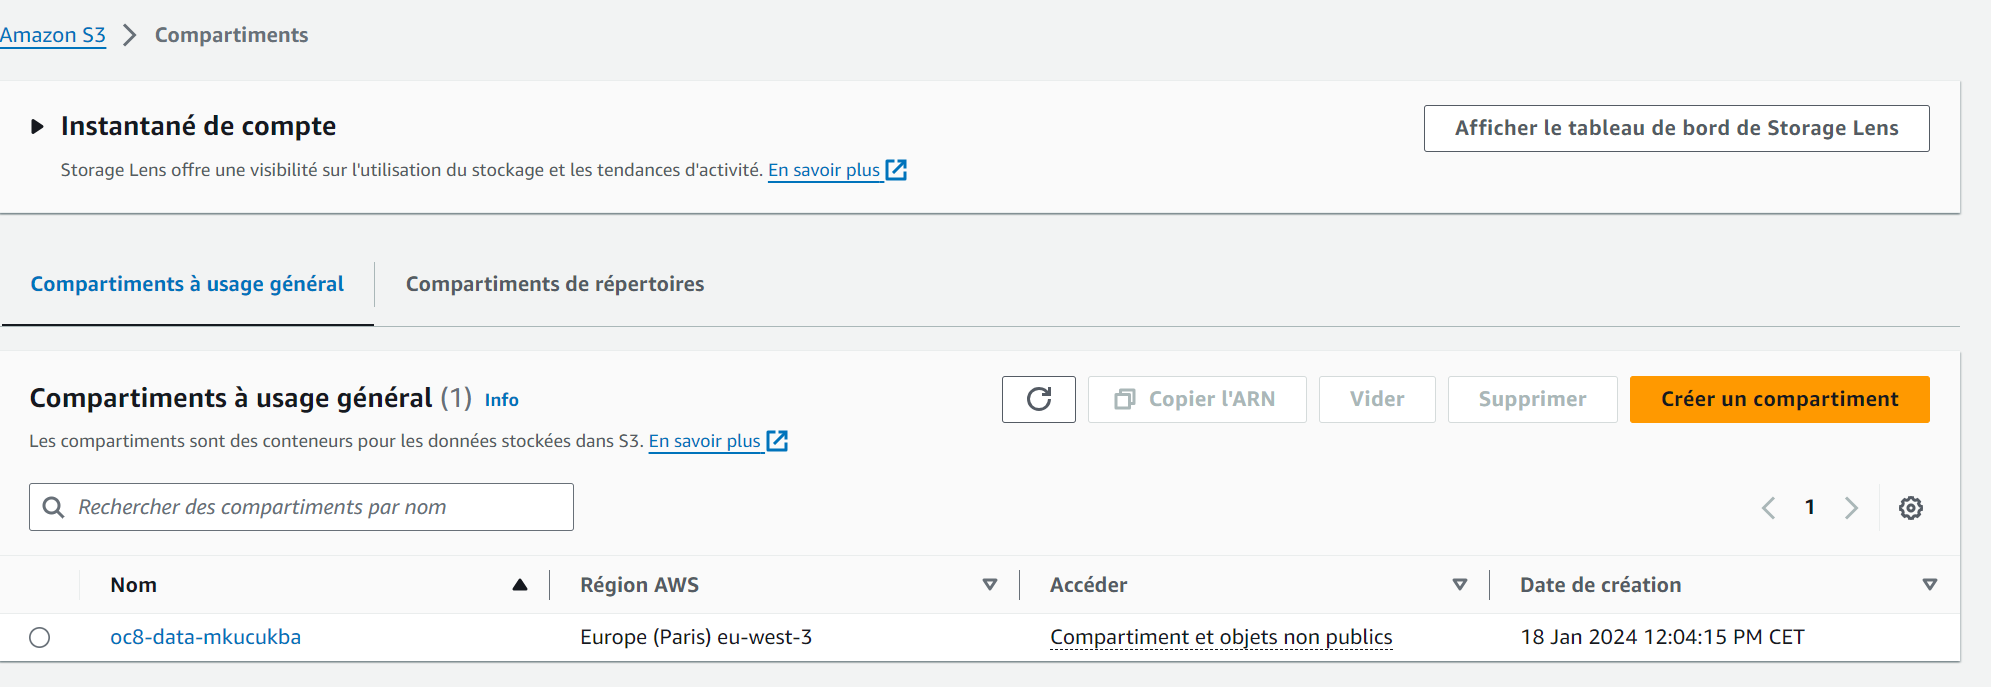 Amazon S3 > Compartiments
Instantané de compte
Afficher le tableau de bord de Storage Lens
Storage Lens offre une visibilité sur l'utilisation du stockage et les tendances d'activité. En savoir plus
Compartiments à usage général
Compartiments de répertoires
Compartiments à usage général (1) Info
Copier l'ARN
Vider
Supprimer
Créer un compartiment
Les compartiments sont des conteneurs pour les données stockées dans S3. En savoir plus
Rechercher des compartiments par nom
1
Nom
Région AWS
Accéder
Date de création
oc8-data-mkucukba
Europe (Paris) eu-west-3
Compartiment et objets non publics
18 Jan 2024 12:04:15 PM CET